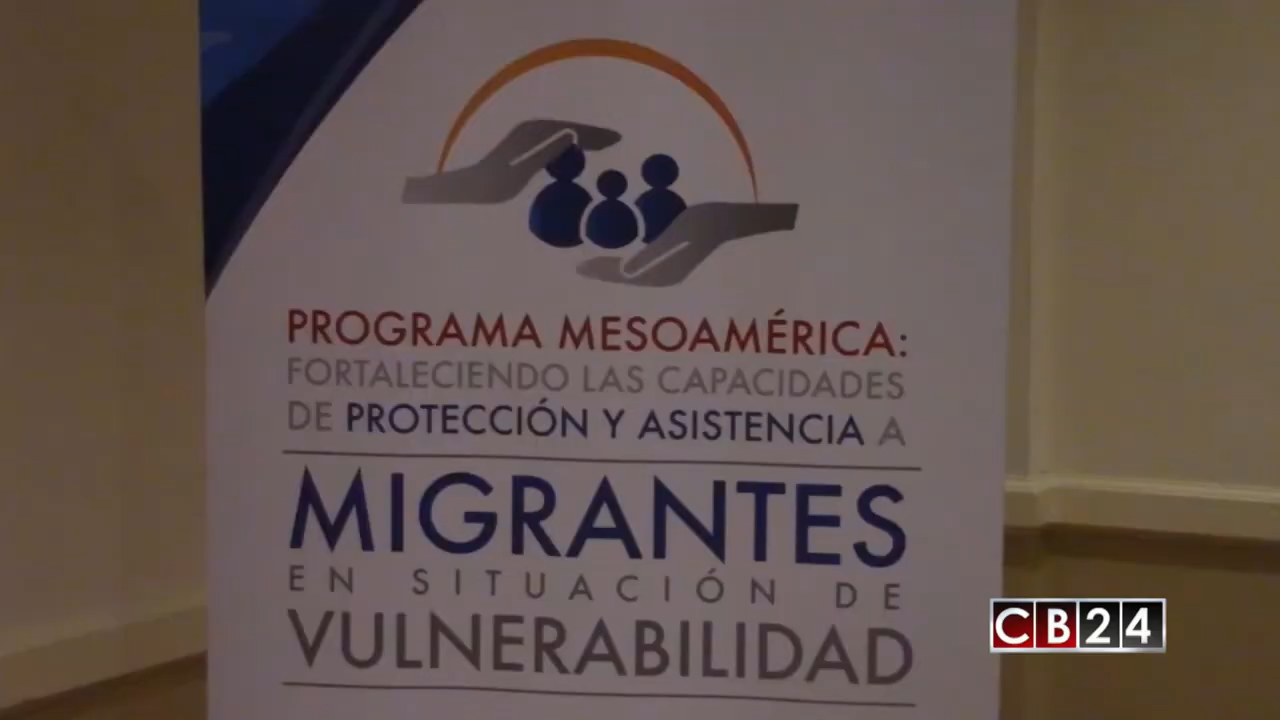 PROGRAMA MESOAMÉRICA:
FORTALECIENDO LAS CAPACIDADES
DE PROTECCIÓN Y ASISTENCIA A
MIGRANTES
EN SITUACIÓN DE
VULNERABILIDAD
CB24